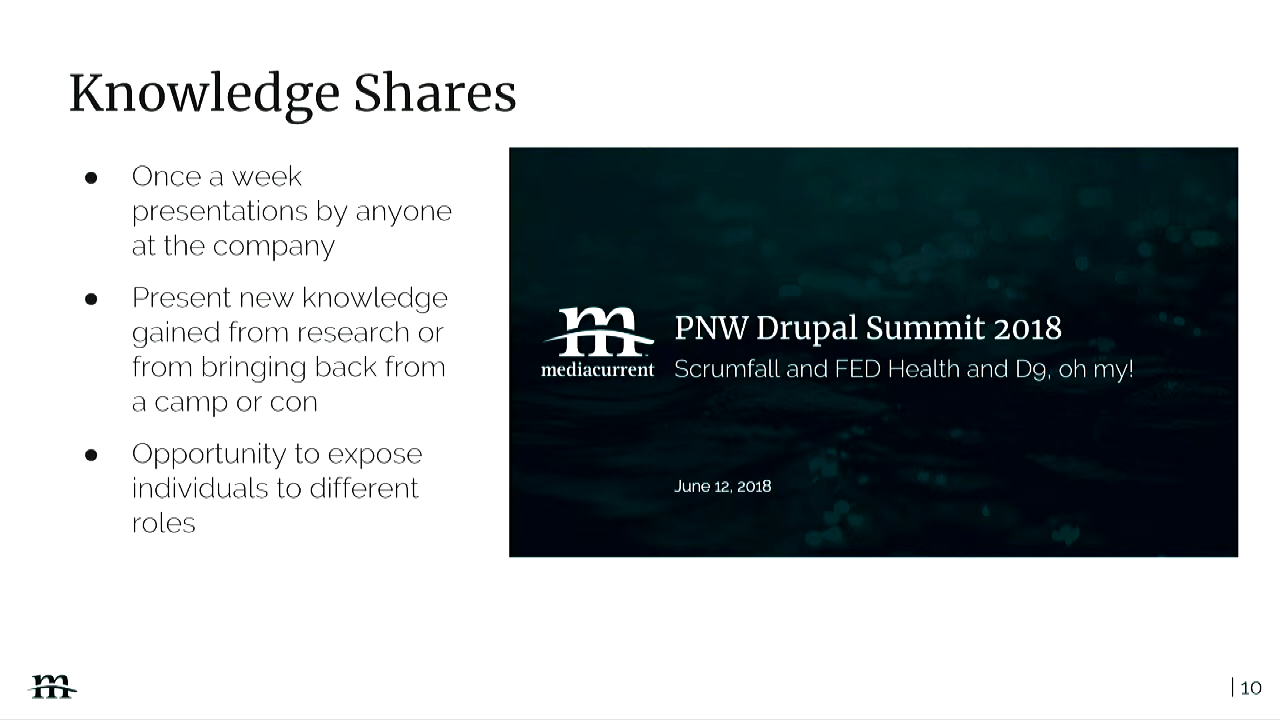 Knowledge Shares
● Once a week
presentations by anyone
at the company
● Present new knowledge
gained from research or
from bringing back from
a camp or con
● Opportunity to expose
individuals to different
roles
m
mediacurrent
PNW Drupal Summit 2018
Scrumfall and FED Health and D9, oh my!
June 12, 2018
m
| 10